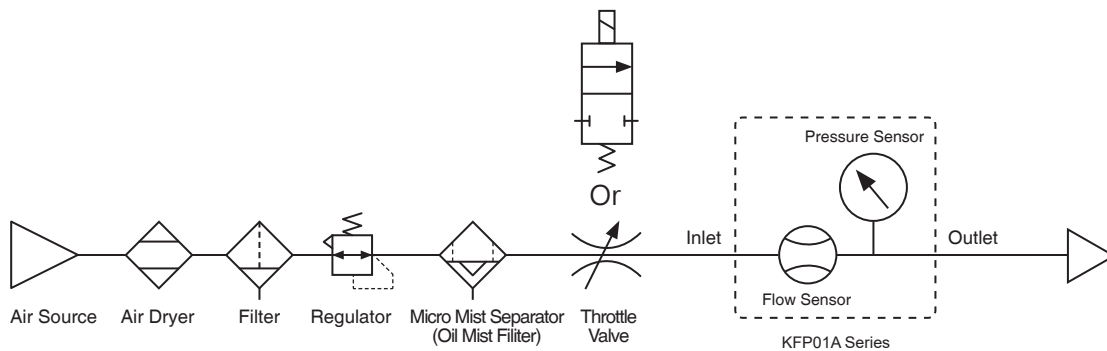 Or
Pressure Sensor
Inlet
Outlet
Flow Sensor
Air Source
Air Dryer
Filter
Regulator
Micro Mist Separator
(Oil Mist Filiter)
Throttle
Valve
KFP01A Series